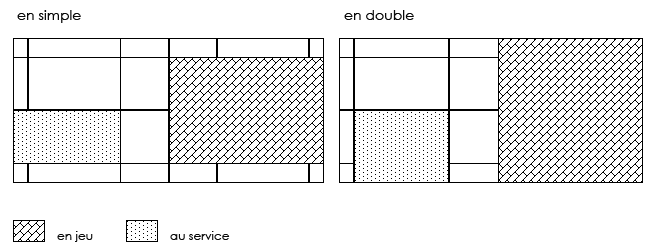 en simple
en double
en jeu
au service